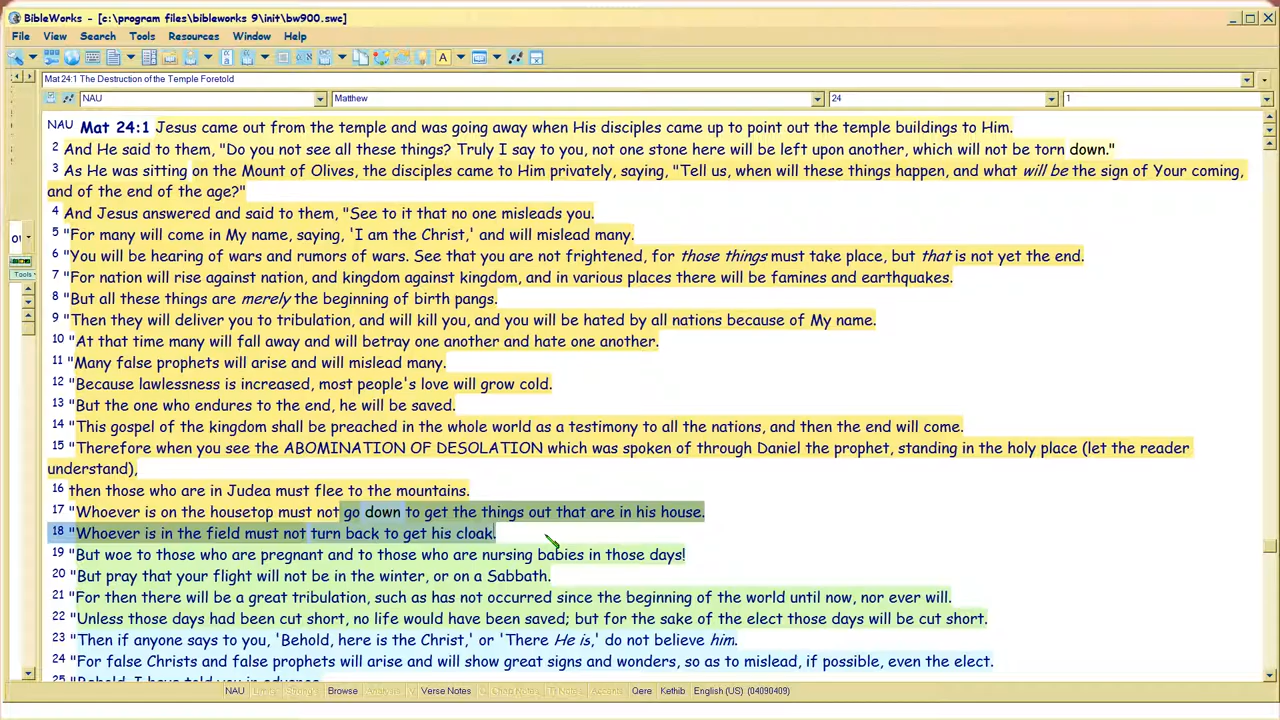 BibleWorks - [c:\program files\bibleworks 9\init\bw900.swc]
File View Search Tools Resources Window Help
Mat 24:1 The Destruction of the Temple Foretold
NAU Matthew 24 1
NAU Mat 24:1 Jesus came out from the temple and was going away when His disciples came up to point out the temple buildings to Him.
2 And He said to them, "Do you not see all these things? Truly I say to you, not one stone here will be left upon another, which will not be torn down."
3 As He was sitting on the Mount of Olives, the disciples came to Him privately, saying, "Tell us, when will these things happen, and what will be the sign of Your coming,
and of the end of the age?"
4 And Jesus answered and said to them, "See to it that no one misleads you.
5 "For many will come in My name, saying, 'I am the Christ,' and will mislead many.
6 "You will be hearing of wars and rumors of wars. See that you are not frightened, for those things must take place, but that is not yet the end.
7 "For nation will rise against nation, and kingdom against kingdom, and in various places there will be famines and earthquakes.
8 "But all these things are merely the beginning of birth pangs.
9 "Then they will deliver you to tribulation, and will kill you, and you will be hated by all nations because of My name.
10 "At that time many will fall away and will betray one another and hate one another.
11 "Many false prophets will arise and will mislead many.
12 "Because lawlessness is increased, most people's love will grow cold.
13 "But the one who endures to the end, he will be saved.
14 "This gospel of the kingdom shall be preached in the whole world as a testimony to all the nations, and then the end will come.
15 "Therefore when you see the ABOMINATION OF DESOLATION which was spoken of through Daniel the prophet, standing in the holy place (let the reader
understand),
16 then those who are in Judea must flee to the mountains.
17 "Whoever is on the housetop must not go down to get the things out that are in his house.
18 "Whoever is in the field must not turn back to get his cloak.
19 "But woe to those who are pregnant and to those who are nursing babies in those days!
20 "But pray that your flight will not be in the winter, or on a Sabbath.
21 "For then there will be a great tribulation, such as has not occurred since the beginning of the world until now, nor ever will.
22 "Unless those days had been cut short, no life would have been saved; but for the sake of the elect those days will be cut short.
23 "Then if anyone says to you, 'Behold, here is the Christ,' or 'There He is,' do not believe him.
24 "For false Christs and false prophets will arise and will show great signs and wonders, so as to mislead, if possible, even the elect.
25 "Behold, I have told you in advance.
Tools
NAU Limits Strong's Browse Analysis V Verse Notes C Chap Notes T) Notes Accents Qere Kethib English (US) (04090409)